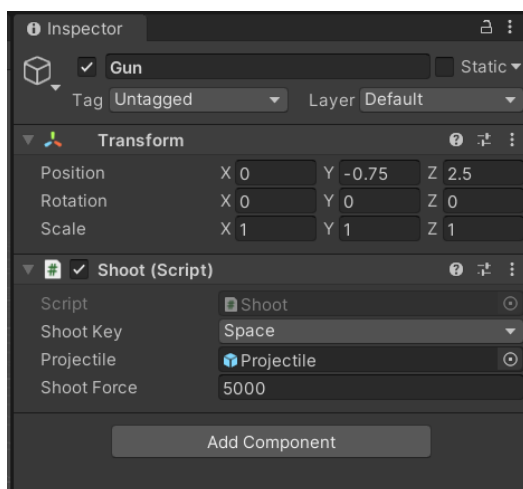 Inspector
Gun Static
Tag Untagged Layer Default
Transform
Position X 0 Y -0.75 Z 2.5
Rotation X 0 Y 0 Z 0
Scale X 1 Y 1 Z 1
# Shoot (Script)
Script # Shoot
Shoot Key Space
Projectile Projectile
Shoot Force 5000
Add Component